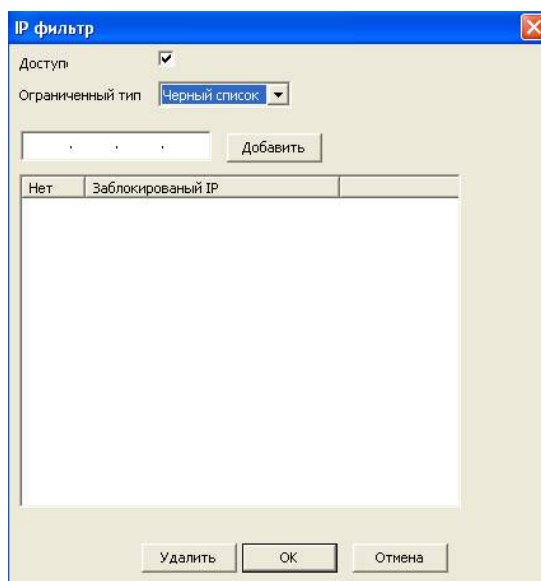 IP фильтр
Доступ
Ограниченный тип Черный список
. . . Добавить
Нет Заблокированый IP
Удалить OK Отмена